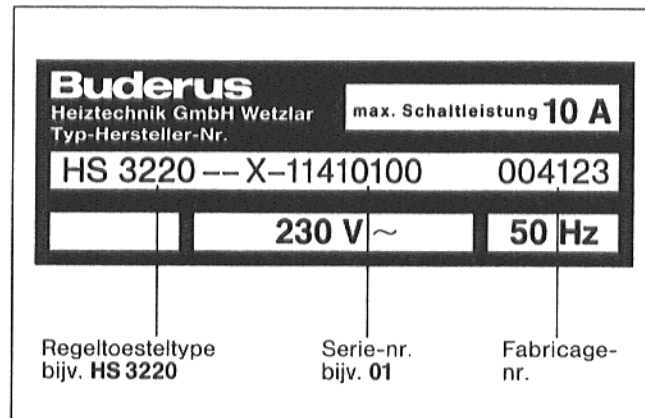 Buderus
Heiztechnik GmbH Wetzlar
Typ-Hersteller-Nr.
max. Schaltleistung 10 A
HS 3220 -- X-11410100 004123
230 V ~ 50 Hz
Regeltoesteltype Serie-nr. Fabricage-
bijv. HS 3220 bijv. 01 nr.